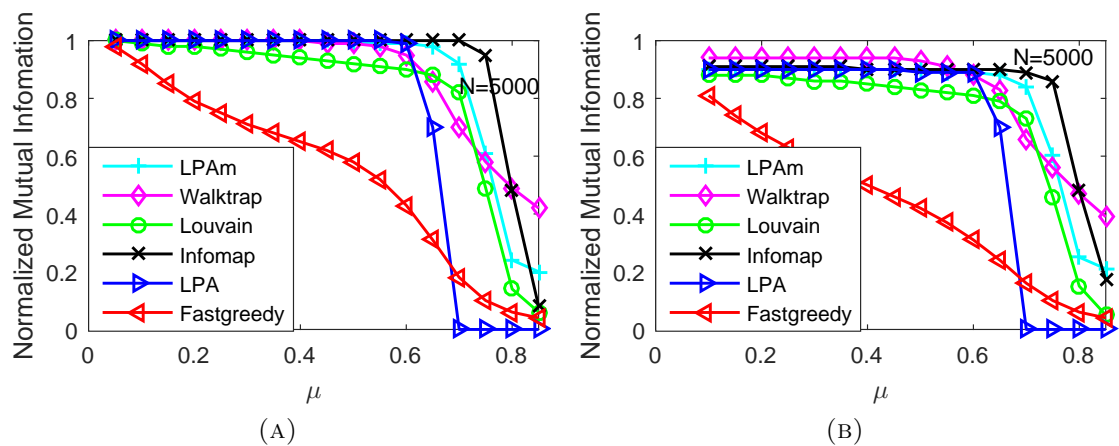 Normalized Mutual Infomation
1
0.8
0.6
0.4
0.2
0
N=5000
LPAm
Walktrap
Louvain
Infomap
LPA
Fastgreedy
0
0.2
0.4
0.6
0.8
μ
(A)
Normalized Mutual Infomation
1
0.8
0.6
0.4
0.2
0
N=5000
LPAm
Walktrap
Louvain
Infomap
LPA
Fastgreedy
0
0.2
0.4
0.6
0.8
μ
(B)